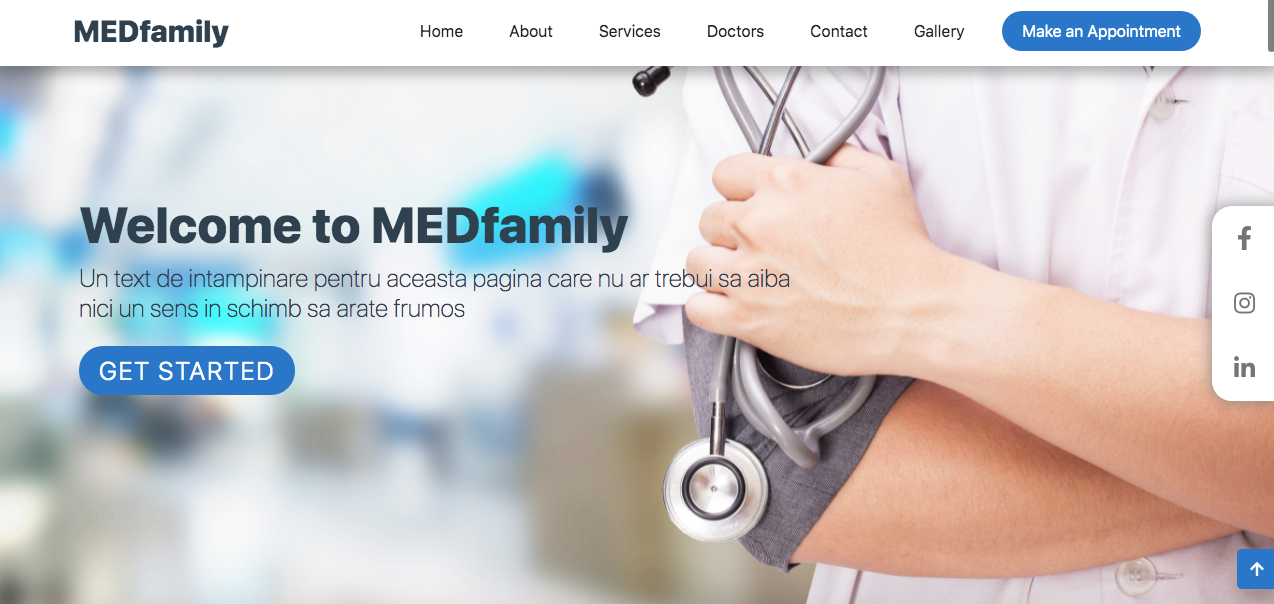 MEDfamily
Home About Services Doctors Contact Gallery Make an Appointment
Welcome to MEDfamily
Un text de intampinare pentru aceasta pagina care nu ar trebui sa aiba
nici un sens in schimb sa arate frumos
GET STARTED